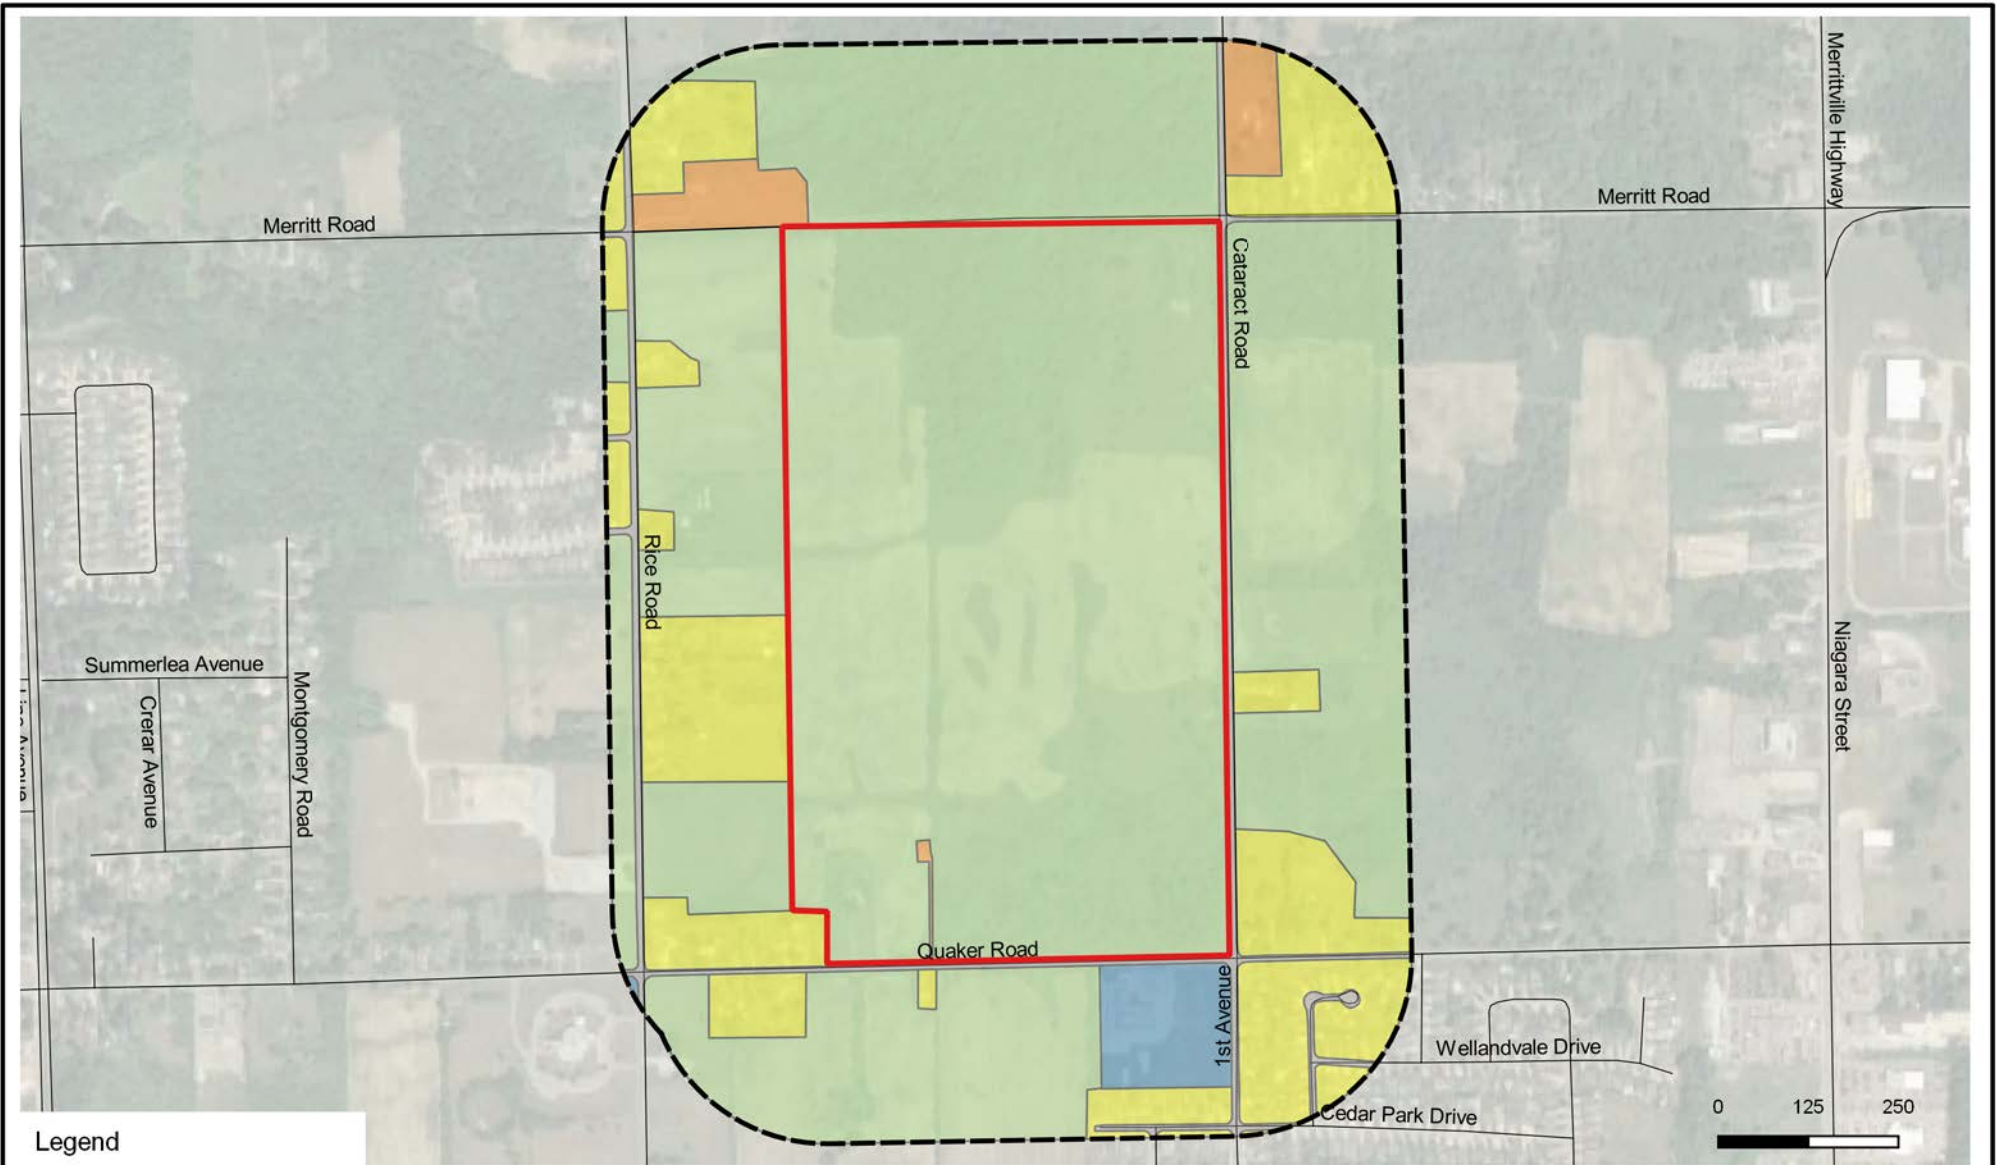 Merrittville Highway
Merritt Road
Merritt Road
Cataract Road
Rice Road
Summerlea Avenue
Crerar Avenue
Montgomery Road
Niagara Street
Quaker Road
1st Avenue
Wellandvale Drive
Cedar Park Drive
0 125 250
Legend